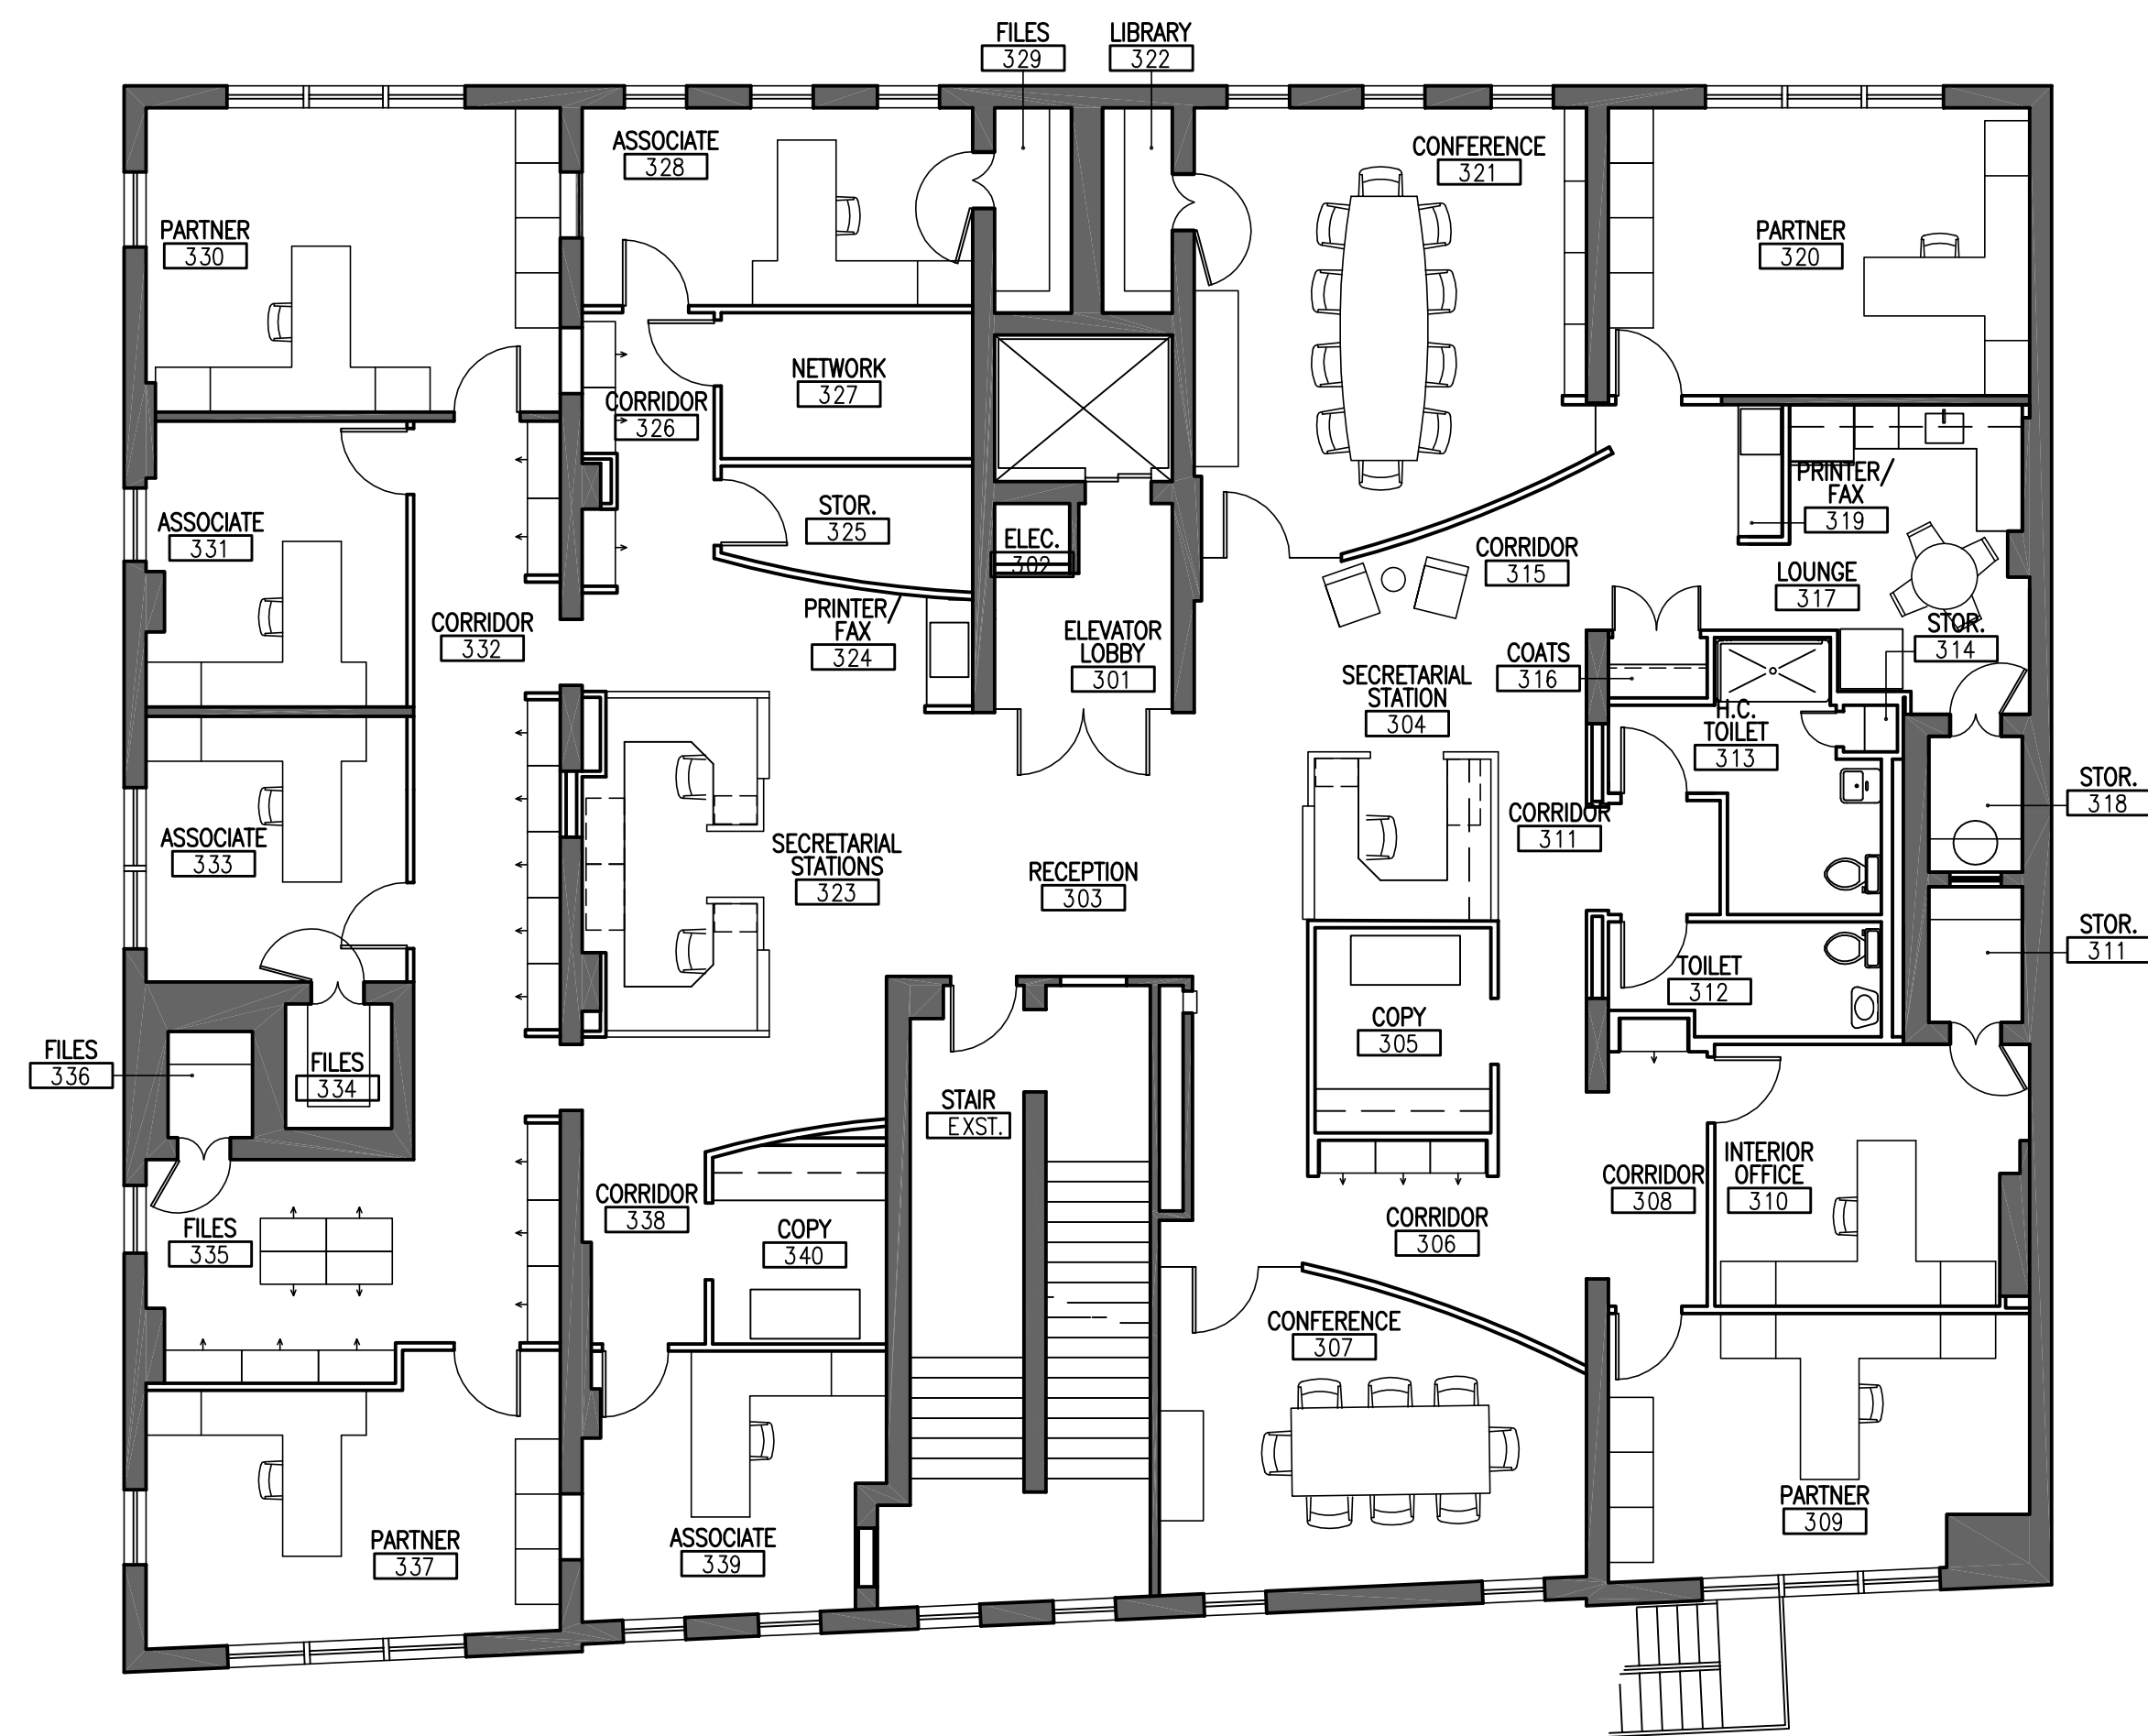 FILES
329
LIBRARY
322
ASSOCIATE
328
CONFERENCE
321
PARTNER
330
PARTNER
320
NETWORK
327
CORRIDOR
326
PRINTER/
FAX
319
STOR.
325
ASSOCIATE
331
ELEC.
302
CORRIDOR
315
LOUNGE
317
CORRIDOR
332
PRINTER/
FAX
324
ELEVATOR
LOBBY
301
STOR.
314
COATS
316
SECRETARIAL
STATION
304
H.C.
TOILET
313
STOR.
318
ASSOCIATE
333
SECRETARIAL
STATIONS
323
RECEPTION
303
CORRIDOR
311
STOR.
311
TOILET
312
COPY
305
FILES
336
FILES
334
STAIR
EXST.
INTERIOR
OFFICE
310
CORRIDOR
308
CORRIDOR
338
CORRIDOR
306
FILES
335
COPY
340
CONFERENCE
307
PARTNER
309
PARTNER
337
ASSOCIATE
339